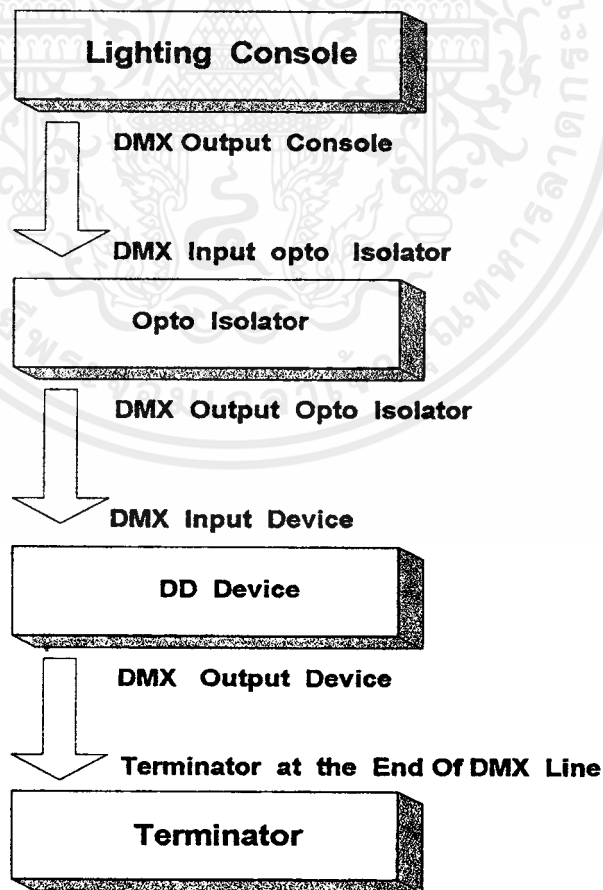 Lighting Console
DMX Output Console
DMX Input opto Isolator
Opto Isolator
DMX Output Opto Isolator
DMX Input Device
DD Device
DMX Output Device
Terminator at the End Of DMX Line
Terminator